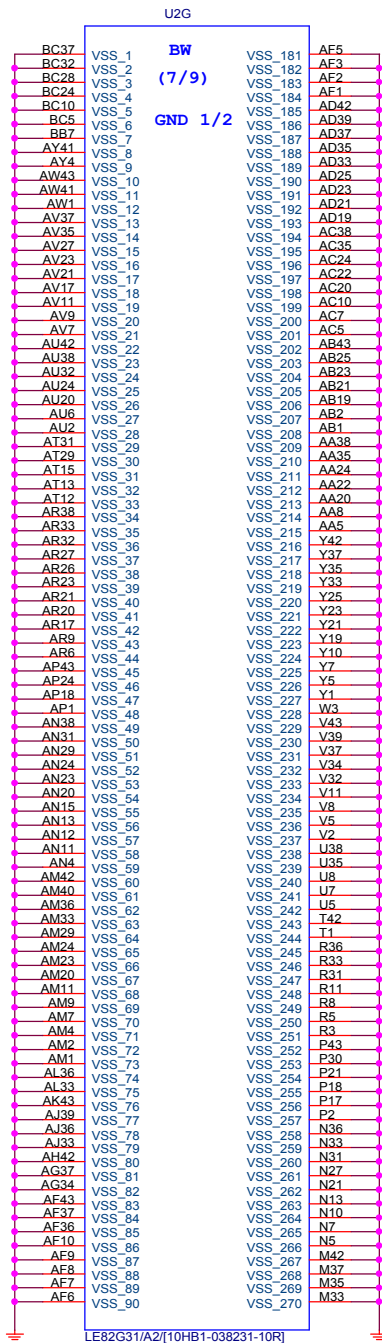 U2G
BW
(7/9)
GND 1/2
BC37 VSS_1 VSS_181 AF5
BC32 VSS_2 VSS_182 AF3
BC28 VSS_3 VSS_183 AF2
BC24 VSS_4 VSS_184 AF1
BC10 VSS_5 VSS_185 AD42
BC5 VSS_6 VSS_186 AD39
BB7 VSS_7 VSS_187 AD37
AY41 VSS_8 VSS_188 AD35
AY4 VSS_9 VSS_189 AD33
AW43 VSS_10 VSS_190 AD25
AW41 VSS_11 VSS_191 AD23
AW1 VSS_12 VSS_192 AD21
AV37 VSS_13 VSS_193 AD19
AV35 VSS_14 VSS_194 AC38
AV27 VSS_15 VSS_195 AC35
AV23 VSS_16 VSS_196 AC24
AV21 VSS_17 VSS_197 AC22
AV17 VSS_18 VSS_198 AC20
AV11 VSS_19 VSS_199 AC10
AV9 VSS_20 VSS_200 AC7
AV7 VSS_21 VSS_201 AC5
AU42 VSS_22 VSS_202 AB43
AU38 VSS_23 VSS_203 AB25
AU32 VSS_24 VSS_204 AB23
AU24 VSS_25 VSS_205 AB21
AU20 VSS_26 VSS_206 AB19
AU6 VSS_27 VSS_207 AB2
AU2 VSS_28 VSS_208 AB1
AT31 VSS_29 VSS_209 AA38
AT29 VSS_30 VSS_210 AA35
AT15 VSS_31 VSS_211 AA24
AT13 VSS_32 VSS_212 AA22
AT12 VSS_33 VSS_213 AA20
AR38 VSS_34 VSS_214 AA8
AR33 VSS_35 VSS_215 AA5
AR32 VSS_36 VSS_216 Y42
AR27 VSS_37 VSS_217 Y37
AR26 VSS_38 VSS_218 Y35
AR23 VSS_39 VSS_219 Y33
AR21 VSS_40 VSS_220 Y25
AR20 VSS_41 VSS_221 Y23
AR17 VSS_42 VSS_222 Y21
AR9 VSS_43 VSS_223 Y19
AR6 VSS_44 VSS_224 Y10
AP43 VSS_45 VSS_225 Y7
AP24 VSS_46 VSS_226 Y5
AP18 VSS_47 VSS_227 Y1
AP1 VSS_48 VSS_228 W3
AN38 VSS_49 VSS_229 V43
AN31 VSS_50 VSS_230 V39
AN29 VSS_51 VSS_231 V37
AN24 VSS_52 VSS_232 V34
AN23 VSS_53 VSS_233 V32
AN20 VSS_54 VSS_234 V11
AN15 VSS_55 VSS_235 V8
AN13 VSS_56 VSS_236 V5
AN12 VSS_57 VSS_237 V2
AN11 VSS_58 VSS_238 U38
AN4 VSS_59 VSS_239 U35
AM42 VSS_60 VSS_240 U8
AM40 VSS_61 VSS_241 U7
AM36 VSS_62 VSS_242 U5
AM33 VSS_63 VSS_243 T42
AM29 VSS_64 VSS_244 T1
AM24 VSS_65 VSS_245 R36
AM23 VSS_66 VSS_246 R33
AM20 VSS_67 VSS_247 R31
AM11 VSS_68 VSS_248 R11
AM9 VSS_69 VSS_249 R8
AM7 VSS_70 VSS_250 R5
AM4 VSS_71 VSS_251 R3
AM2 VSS_72 VSS_252 P43
AM1 VSS_73 VSS_253 P30
AL36 VSS_74 VSS_254 P21
AL33 VSS_75 VSS_255 P18
AK43 VSS_76 VSS_256 P17
AJ39 VSS_77 VSS_257 P2
AJ36 VSS_78 VSS_258 N36
AJ33 VSS_79 VSS_259 N33
AH42 VSS_80 VSS_260 N31
AG37 VSS_81 VSS_261 N27
AG34 VSS_82 VSS_262 N21
AF43 VSS_83 VSS_263 N13
AF37 VSS_84 VSS_264 N10
AF36 VSS_85 VSS_265 N7
AF10 VSS_86 VSS_266 N5
AF9 VSS_87 VSS_267 M42
AF8 VSS_88 VSS_268 M37
AF7 VSS_89 VSS_269 M35
AF6 VSS_90 VSS_270 M33
LE82G31/A2/[10HB1-038231-10R]